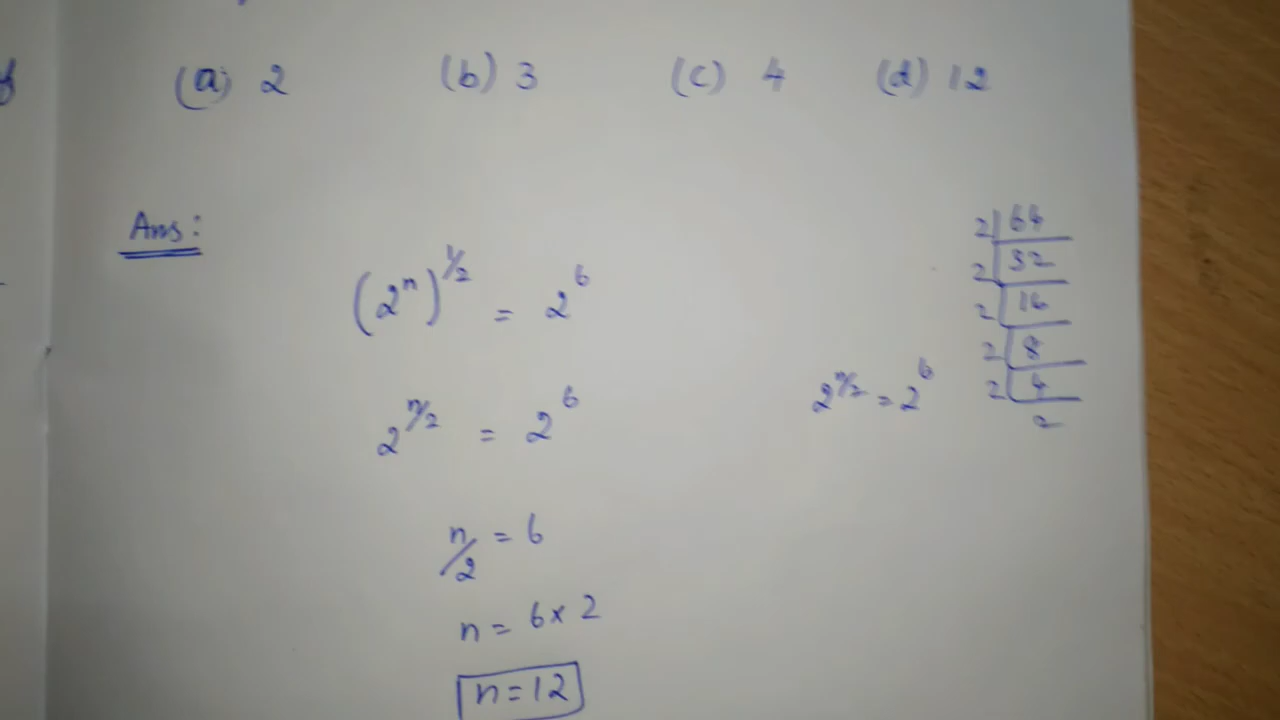 (a) 2 (b) 3 (c) 4 (d) 12
Ans:
(2^n)^1/2 = 2^6
2^n/2 = 2^6
n/2 = 6
n = 6 x 2
n = 12
2^n/2 = 2^6
2 | 64
2 | 32
2 | 16
2 | 8
2 | 4
2